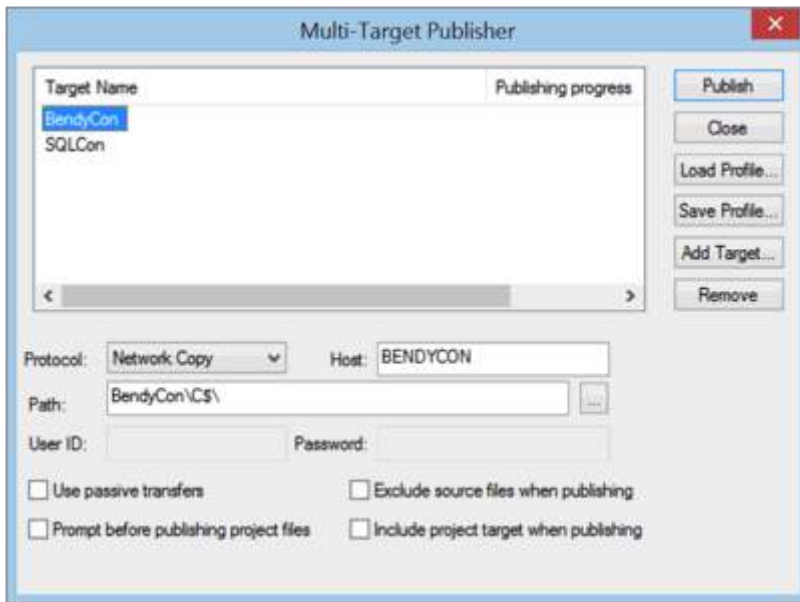 Multi-Target Publisher
Target Name Publishing progress
BendyCon
SQLCon
Publish
Close
Load Profile...
Save Profile...
Add Target...
Remove
Protocol: Network Copy Host: BENDYCON
Path: BendyCon\C$\ ...
User ID: Password:
Use passive transfers Exclude source files when publishing
Prompt before publishing project files Include project target when publishing